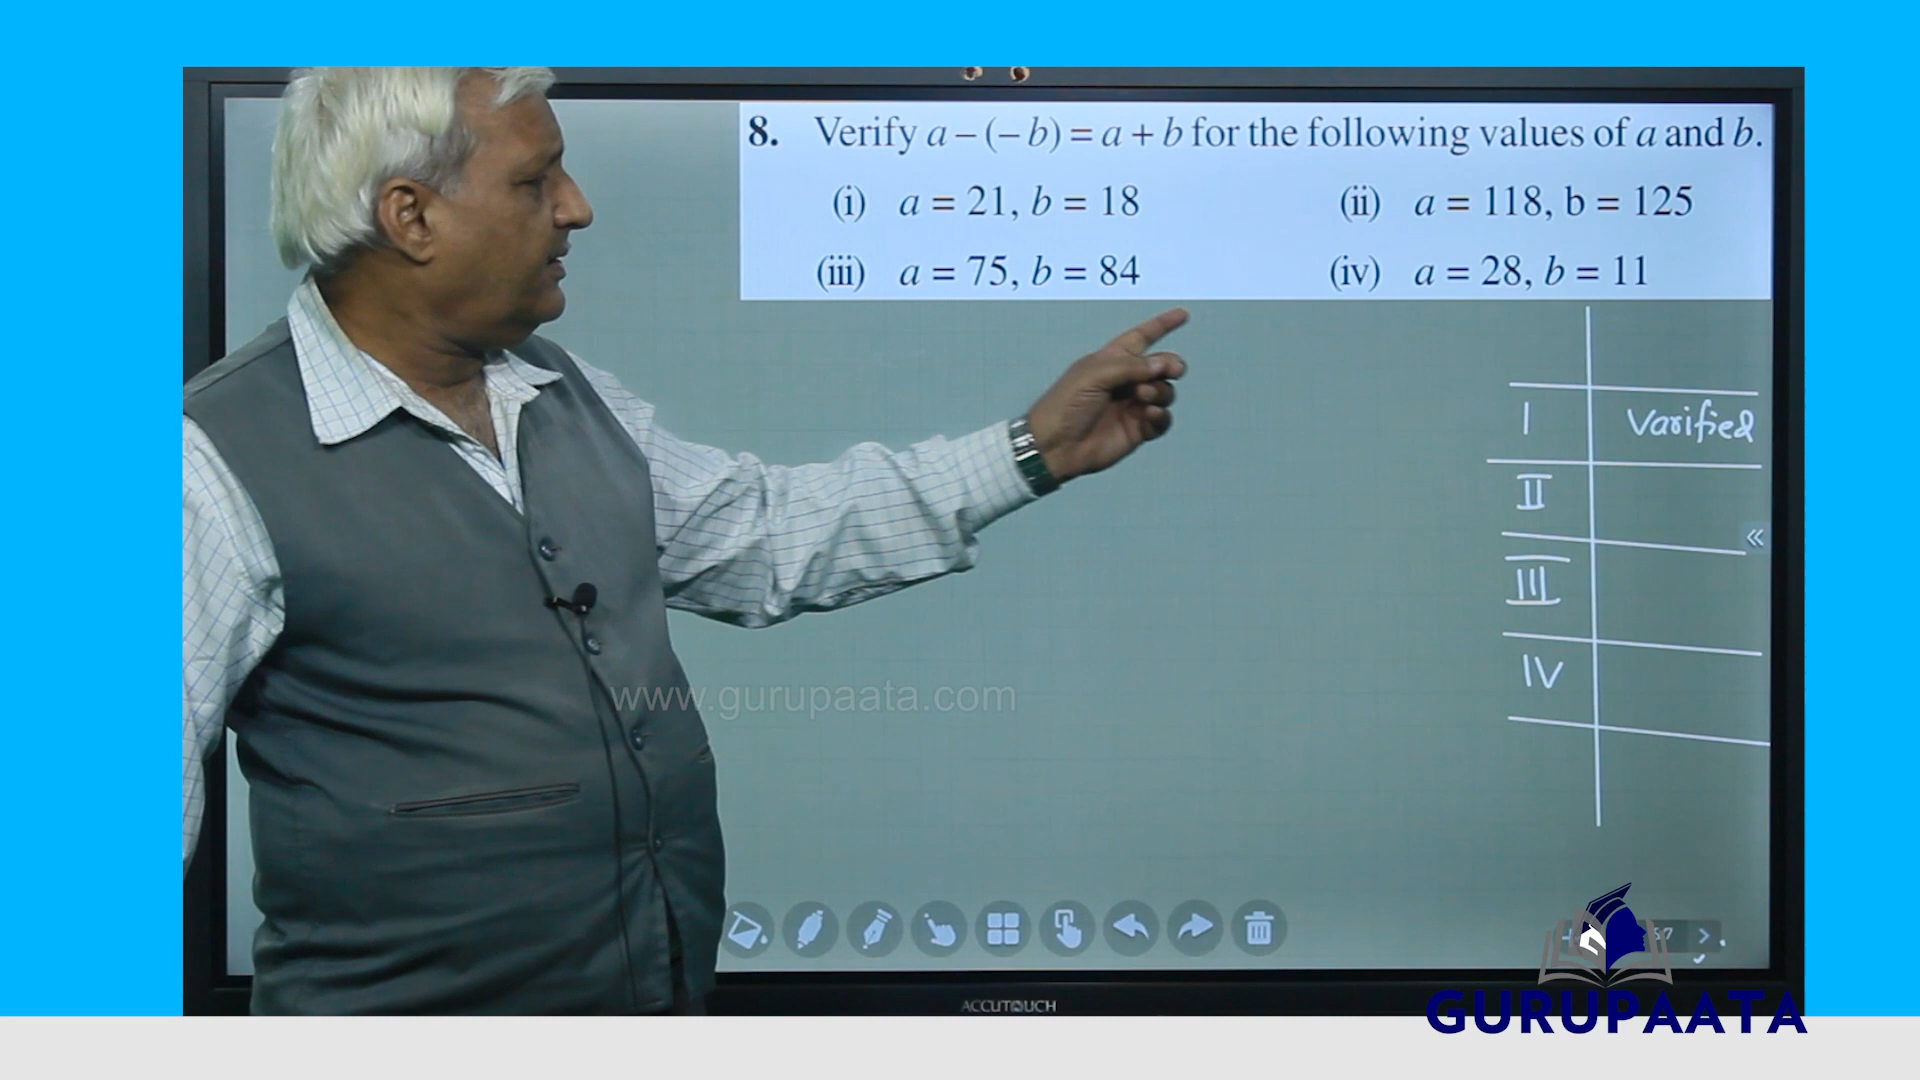 8. Verify a – (– b) = a + b for the following values of a and b.
(i) a = 21, b = 18 (ii) a = 118, b = 125
(iii) a = 75, b = 84 (iv) a = 28, b = 11
I Varified
II
III
IV
www.gurupaata.com
ACCUTOUCH
GURUPAATA